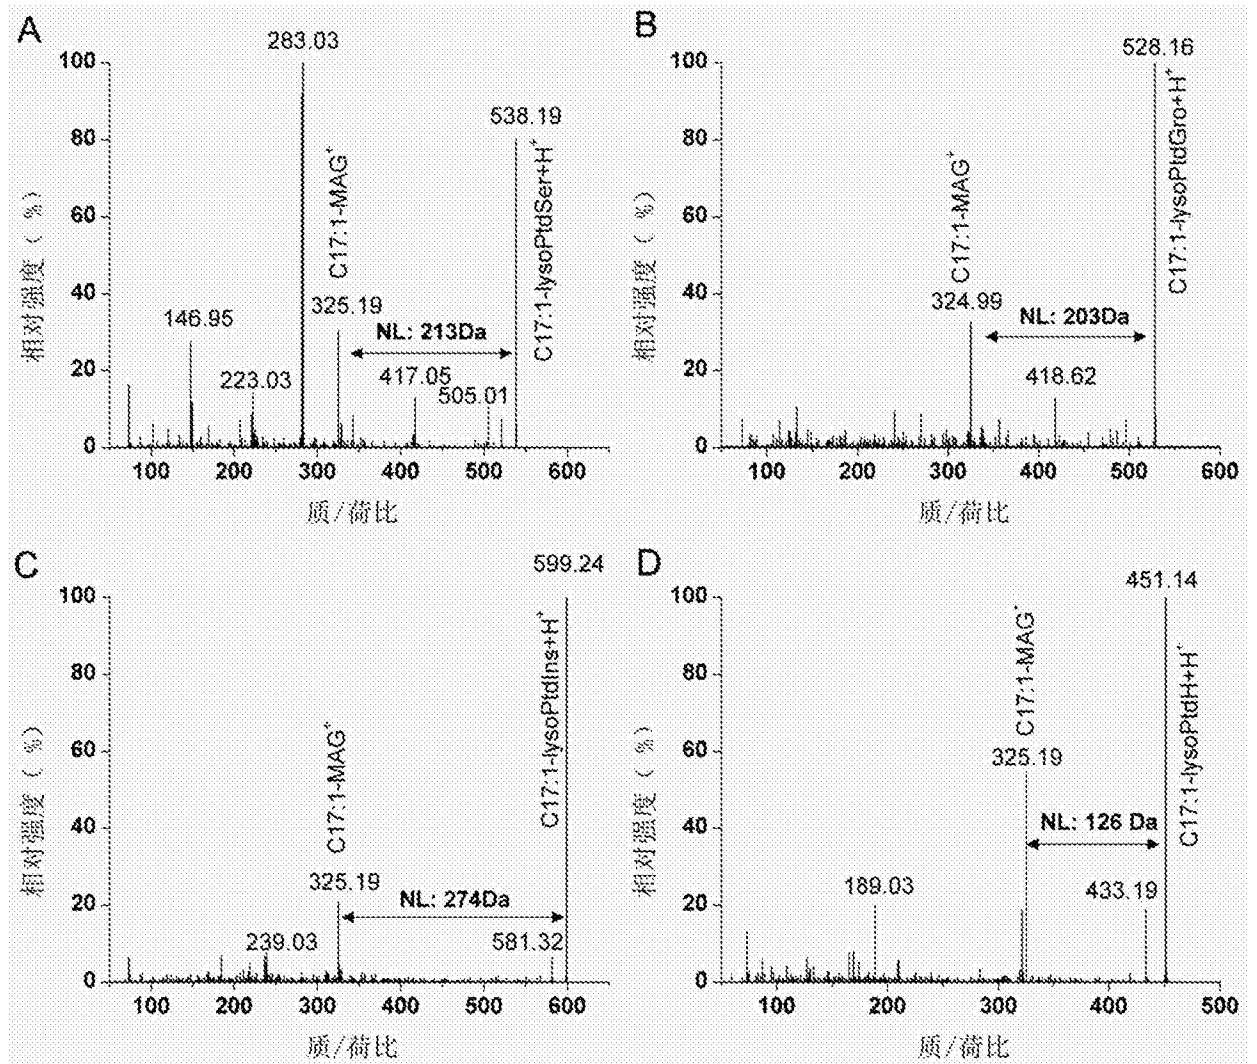 A
283.03
538.19
C17:1-MAG+
C17:1-lysoPtdSer+H+
325.19
146.95
NL: 213Da
223.03
417.05
505.01
100
80
60
40
20
0
相对强度（ %）
100 200 300 400 500 600
质/荷比
B
528.16
C17:1-MAG+
C17:1-lysoPtdGro+H+
324.99
NL: 203Da
418.62
100
80
60
40
20
0
相对强度（ %）
100 200 300 400 500 600
质/荷比
C
599.24
C17:1-MAG+
C17:1-lysoPtdIns+H+
325.19
NL: 274Da
239.03
581.32
100
80
60
40
20
0
相对强度（ %）
100 200 300 400 500 600
质/荷比
D
451.14
C17:1-MAG+
C17:1-lysoPtdH+H+
325.19
NL: 126 Da
189.03
433.19
100
80
60
40
20
0
相对强度（ %）
100 200 300 400 500
质/荷比